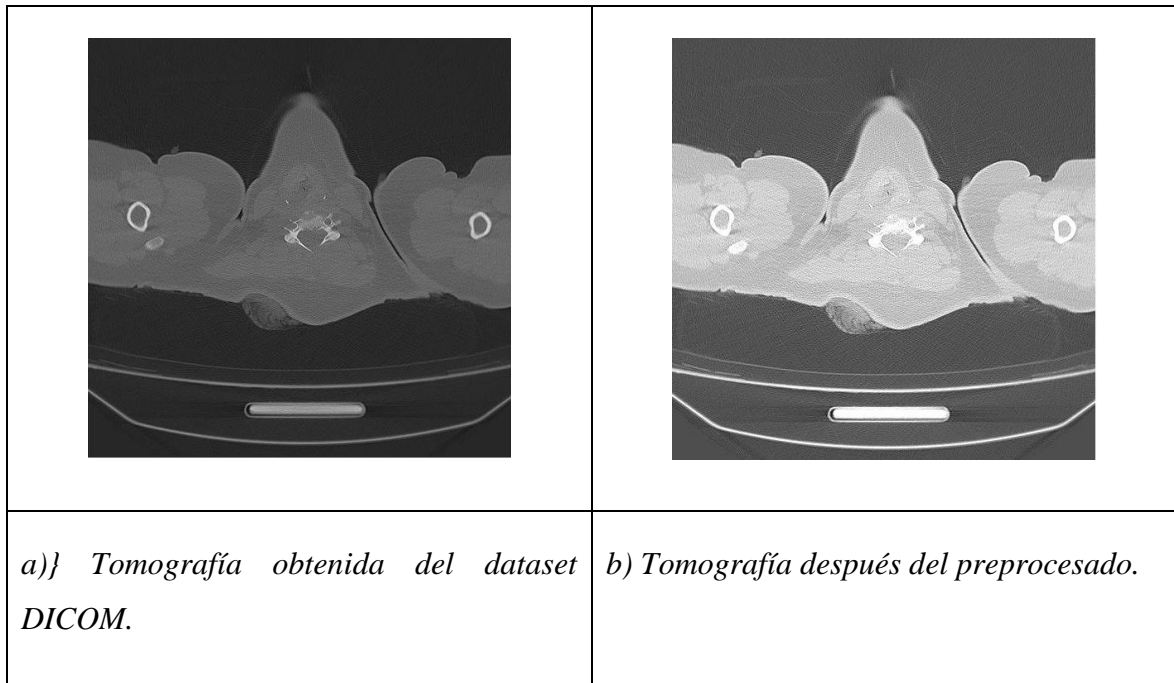 a)} Tomografía obtenida del dataset
DICOM.
b) Tomografía después del preprocesado.